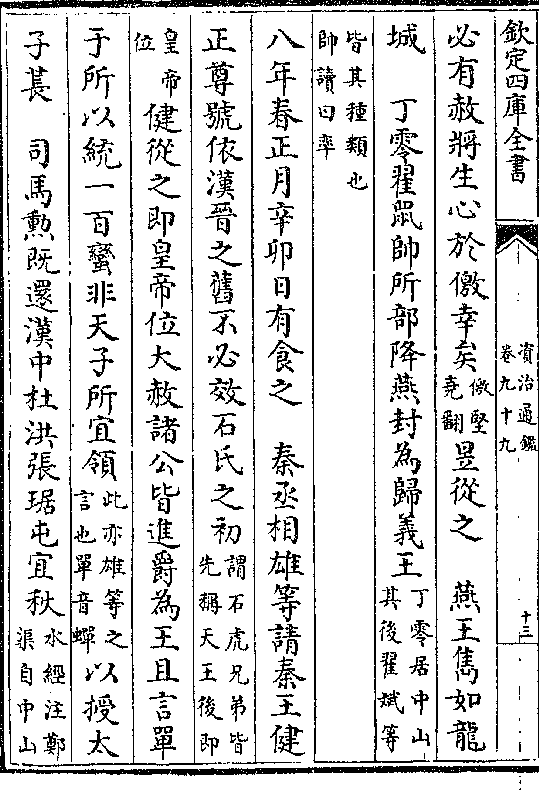 欽定四庫全書
資治通鑑
卷九十九
十三
必有赦將生心於儌幸矣儌堅堯翻昱從之　燕王雋如龍
城　丁零翟鼠帥所部降燕封為歸義王丁零居中山其後翟斌等
皆其種類也帥讀曰率
八年春正月辛卯日有食之　秦丞相雄等請秦王健
正尊號依漢晉之舊不必效石氏之初謂石虎兄弟皆先稱天王後即
皇帝位健從之即皇帝位大赦諸公皆進爵為王且言單
于所以統一百蠻非天子所宜領此亦雄等之言也單音蟬以授太
子萇　司馬勲既還漢中杜洪張琚屯宜秋水經注鄭渠自中山